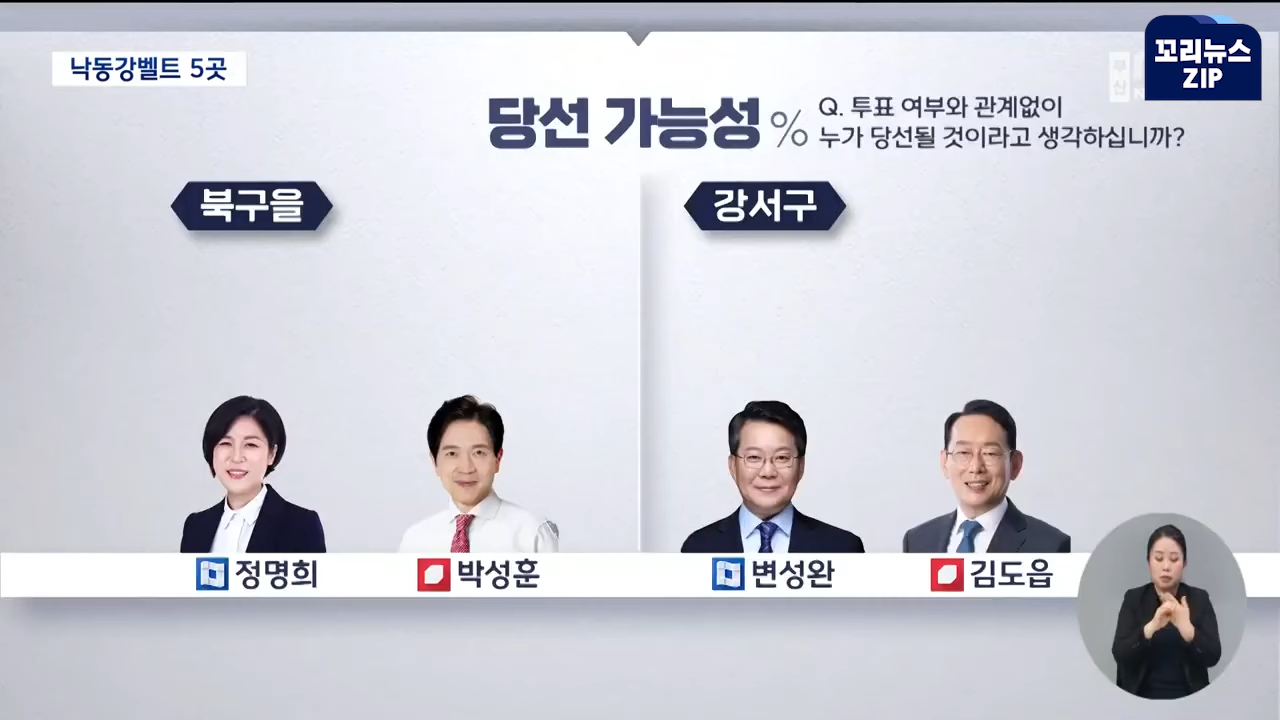 꼬리뉴스
ZIP
낙동강벨트 5곳
당선 가능성 %
Q. 투표 여부와 관계없이
누가 당선될 것이라고 생각하십니까?
북구을
강서구
정명희
박성훈
변성완
김도읍